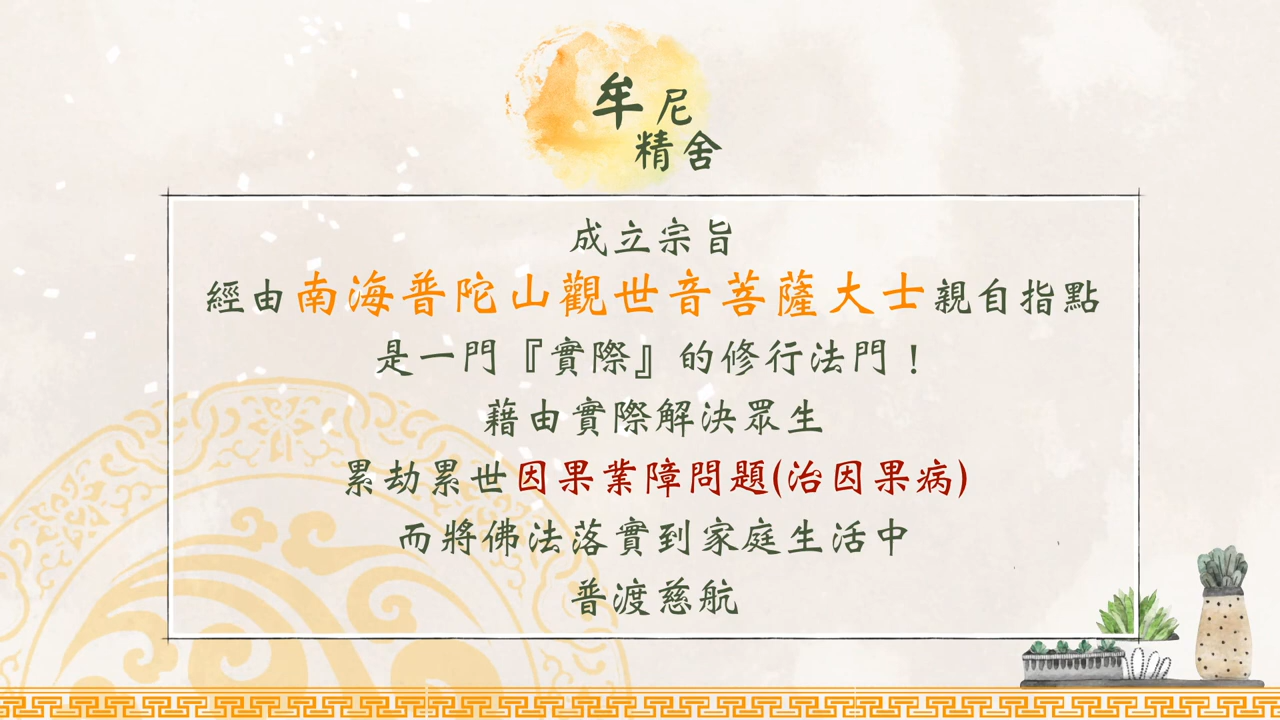 牟尼
精舍
成立宗旨
經由南海普陀山觀世音菩薩大士親自指點
是一門『實際』的修行法門！
藉由實際解決眾生
累劫累世因果業障問題(治因果病)
而將佛法落實到家庭生活中
普渡慈航